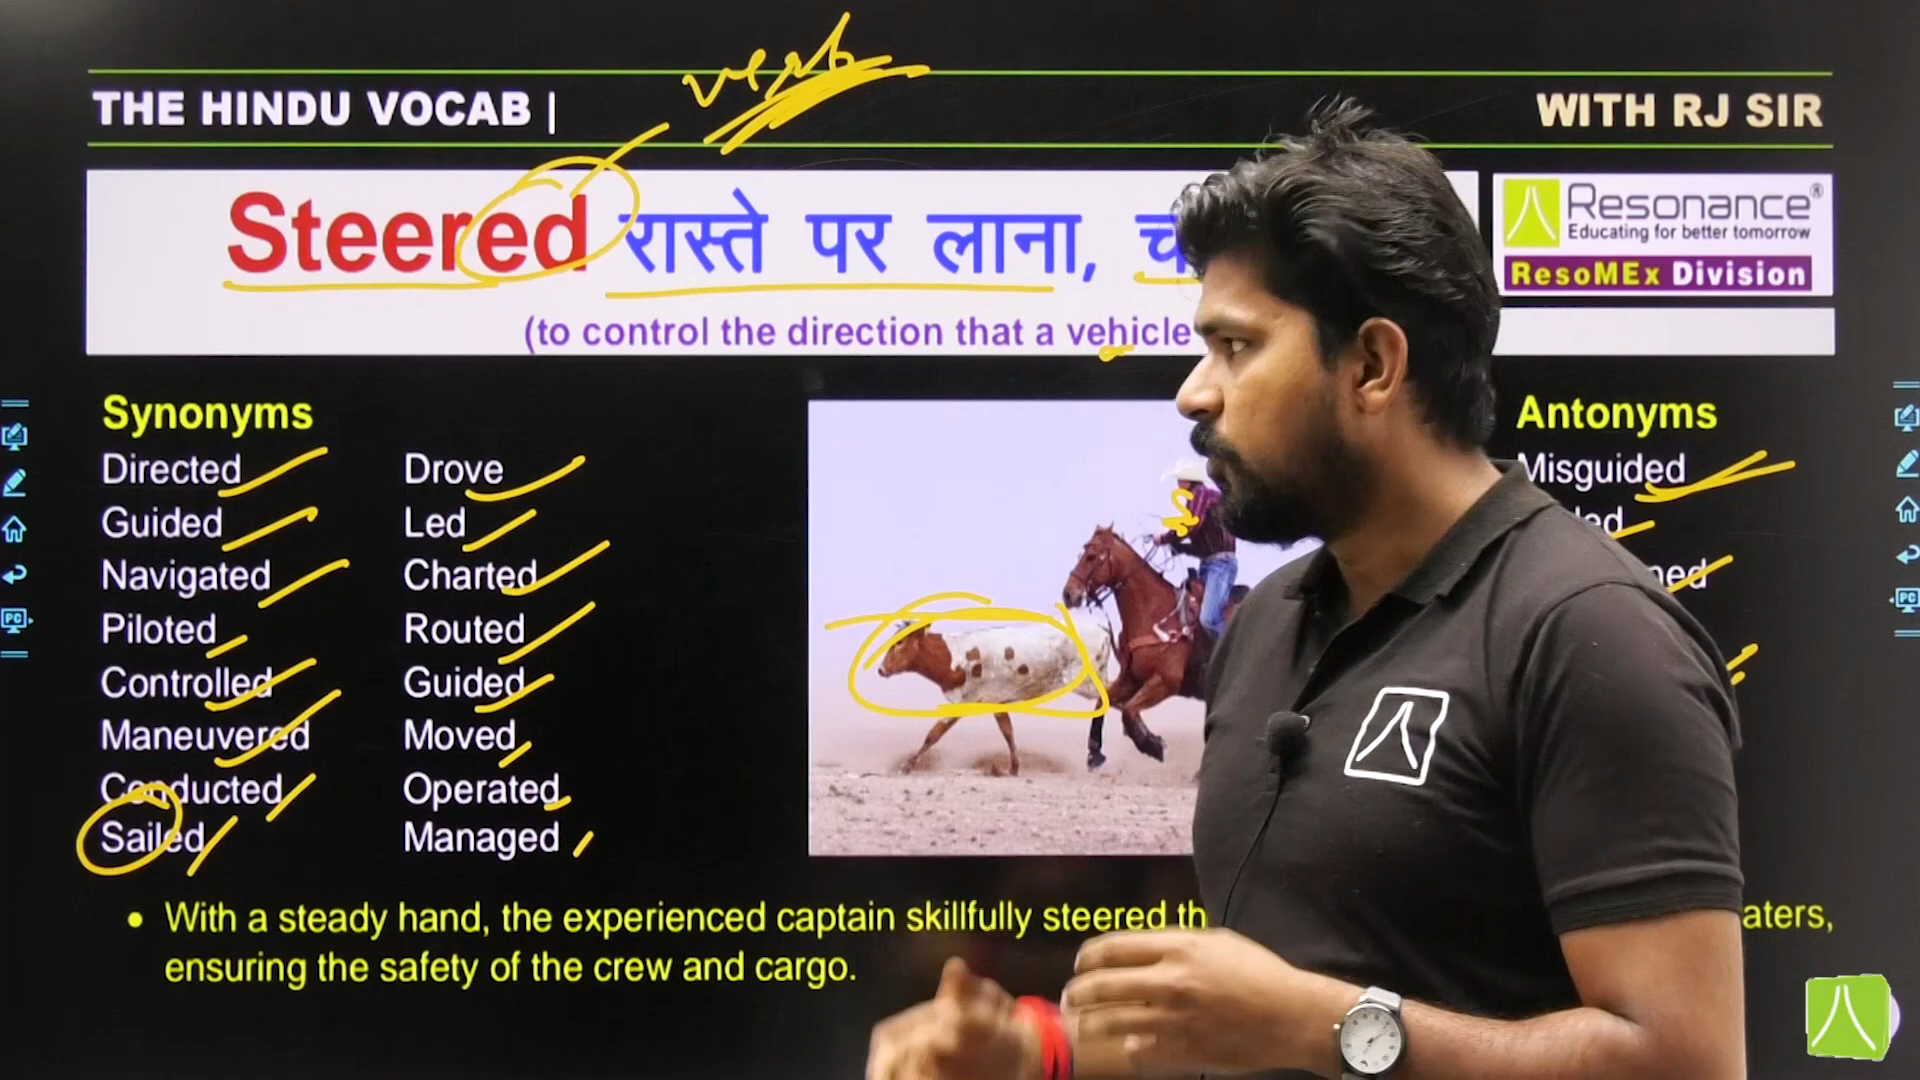 verb
THE HINDU VOCAB |
WITH RJ SIR
Steered रास्ते पर लाना,
(to control the direction that a vehicle
Resonance®
Educating for better tomorrow
ResoMEx Division
Synonyms
Directed
Guided
Navigated
Piloted
Controlled
Maneuvered
Conducted
Sailed
Drove
Led
Charted
Routed
Guided
Moved
Operated
Managed
Antonyms
Misguided
• With a steady hand, the experienced captain skillfully steered
ensuring the safety of the crew and cargo.
PC
PC